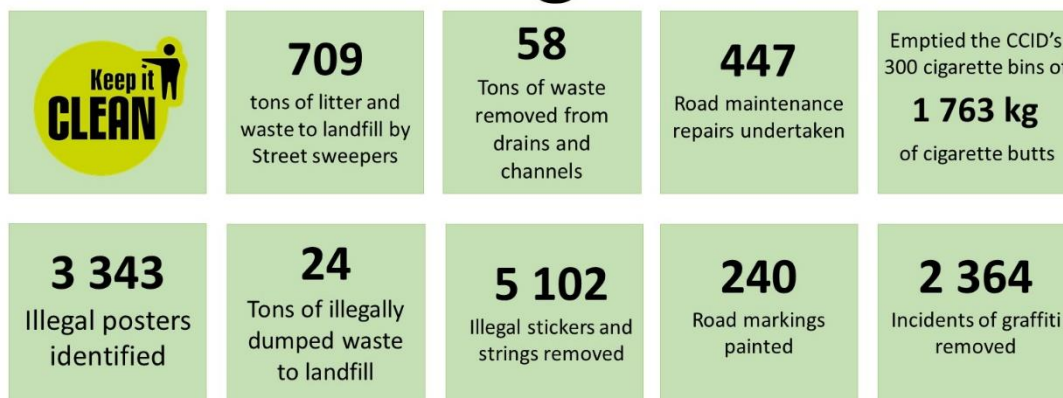 Keep it
CLEAN
709
tons of litter and
waste to landfill by
Street sweepers
58
Tons of waste
removed from
drains and
channels
447
Road maintenance
repairs undertaken
Emptied the CCID's
300 cigarette bins of
1 763 kg
of cigarette butts
3 343
Illegal posters
identified
24
Tons of illegally
dumped waste
to landfill
5 102
Illegal stickers and
strings removed
240
Road markings
painted
2 364
Incidents of graffiti
removed